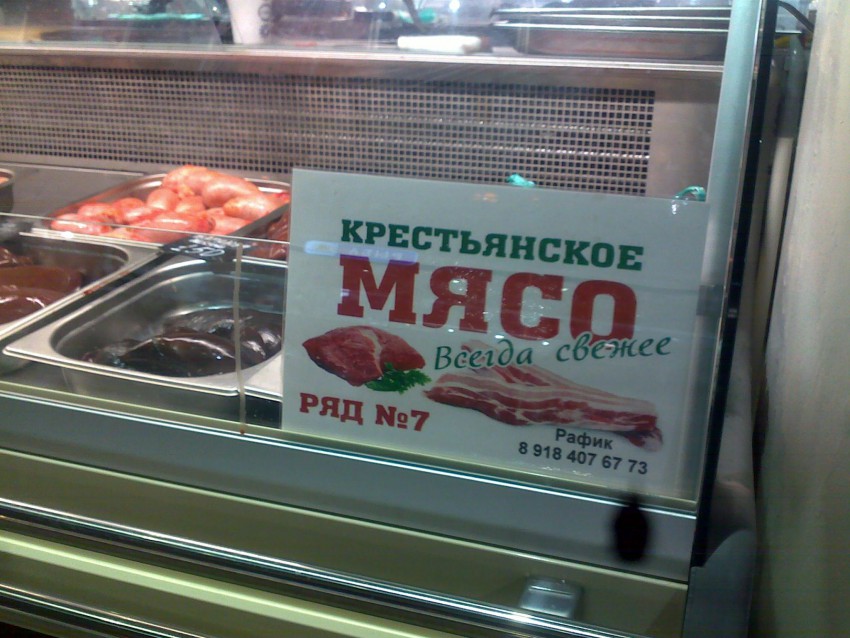 КРЕСТЬЯНСКОЕ
МЯСО
Всегда свежее
РЯД №7
Рафик
8 918 407 67 73